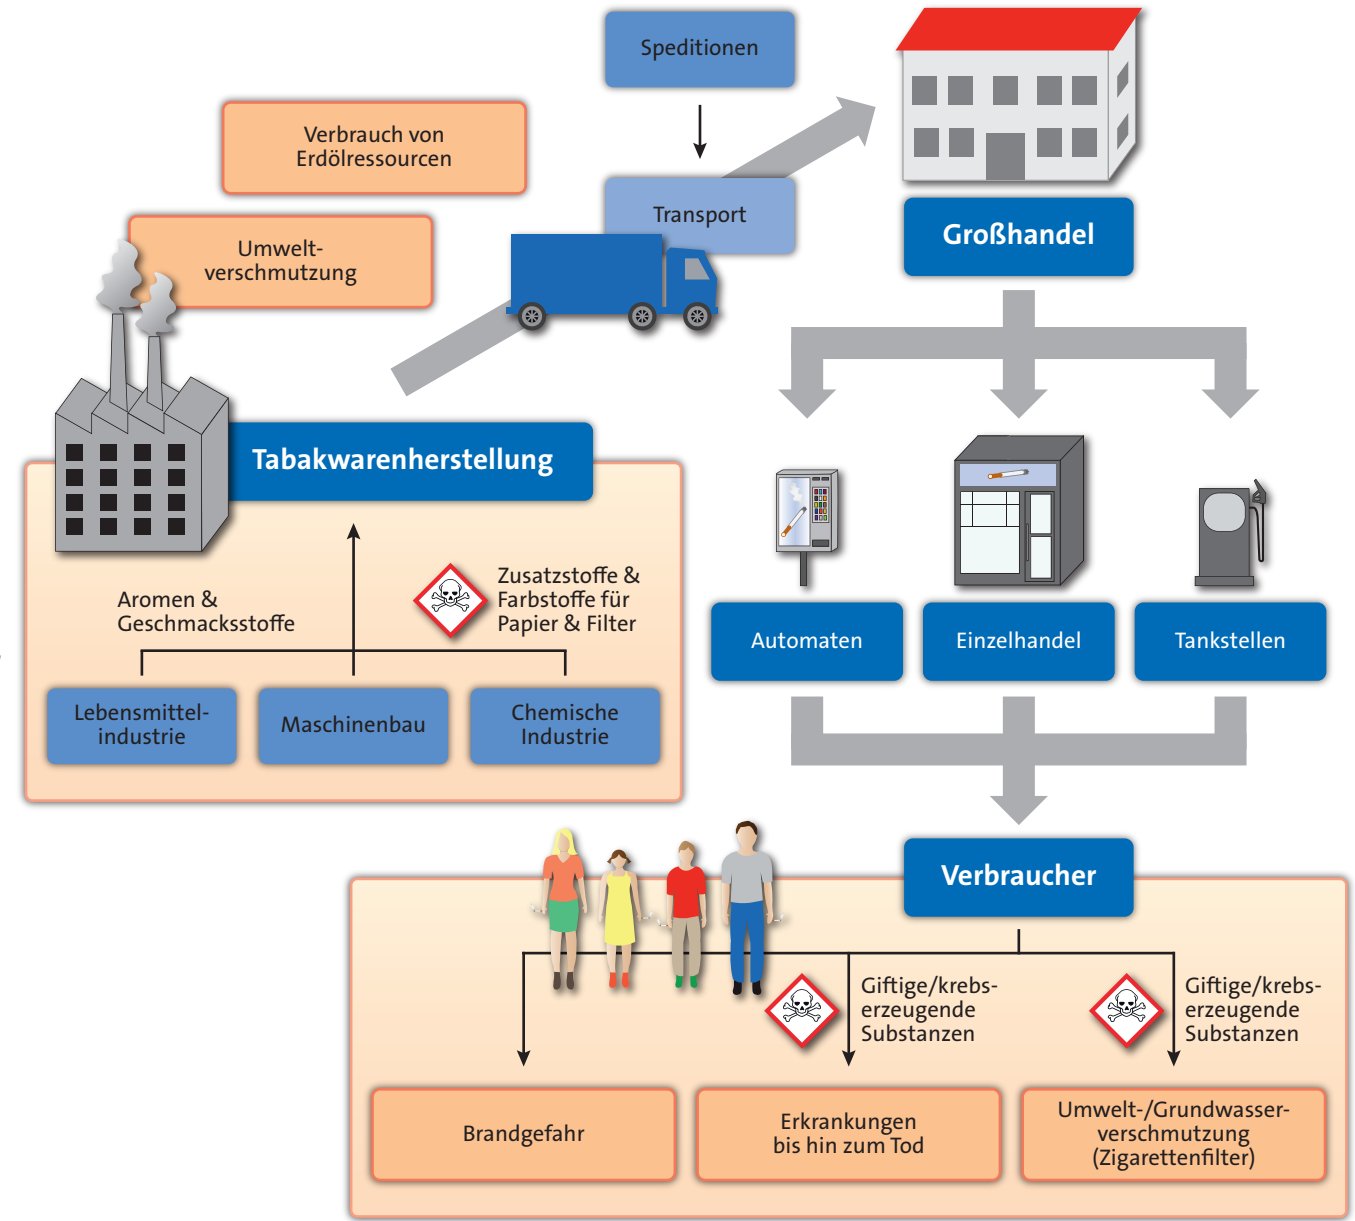 Speditionen
Verbrauch von
Erdölressourcen
Transport
Großhandel
Umwelt-
verschmutzung
Tabakwarenherstellung
Aromen &
Geschmacksstoffe
Zusatzstoffe &
Farbstoffe für
Papier & Filter
Lebensmittel-
industrie
Maschinenbau
Chemische
Industrie
Automaten
Einzelhandel
Tankstellen
Verbraucher
Giftige/krebs-
erzeugende
Substanzen
Giftige/krebs-
erzeugende
Substanzen
Brandgefahr
Erkrankungen
bis hin zum Tod
Umwelt-/Grundwasser-
verschmutzung
(Zigarettenfilter)